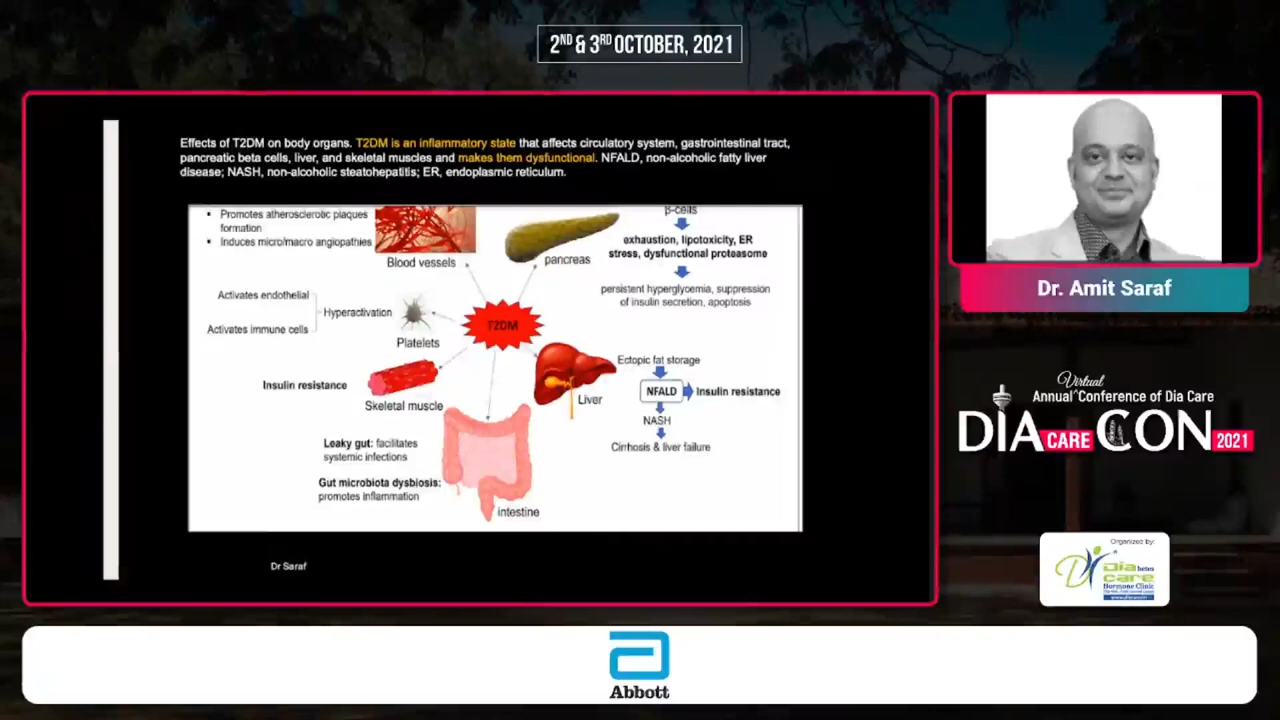 2ND & 3RD OCTOBER, 2021
Effects of T2DM on body organs. T2DM is an inflammatory state that affects circulatory system, gastrointestinal tract,
pancreatic beta cells, liver, and skeletal muscles and makes them dysfunctional. NFALD, non-alcoholic fatty liver
disease; NASH, non-alcoholic steatohepatitis; ER, endoplasmic reticulum.
▪ Promotes atherosclerotic plaques
formation
▪ Induces micro/macro angiopathies
Blood vessels
pancreas
β-cells
exhaustion, lipotoxicity, ER
stress, dysfunctional proteasome
persistent hyperglycemia, suppression
of insulin secretion, apoptosis
Activates endothelial
Hyperactivation
Activates immune cells
Platelets
T2DM
Insulin resistance
Skeletal muscle
Liver
Ectopic fat storage
NFALD
Insulin resistance
NASH
Cirrhosis & liver failure
Leaky gut: facilitates
systemic infections
Gut microbiota dysbiosis:
promotes inflammation
intestine
Dr Saraf
Dr. Amit Saraf
Virtual
Annual ^Conference of Dia Care
DIA CARE CON 2021
Organized by:
Dia betes
care
Hormone Clinic
Abbott